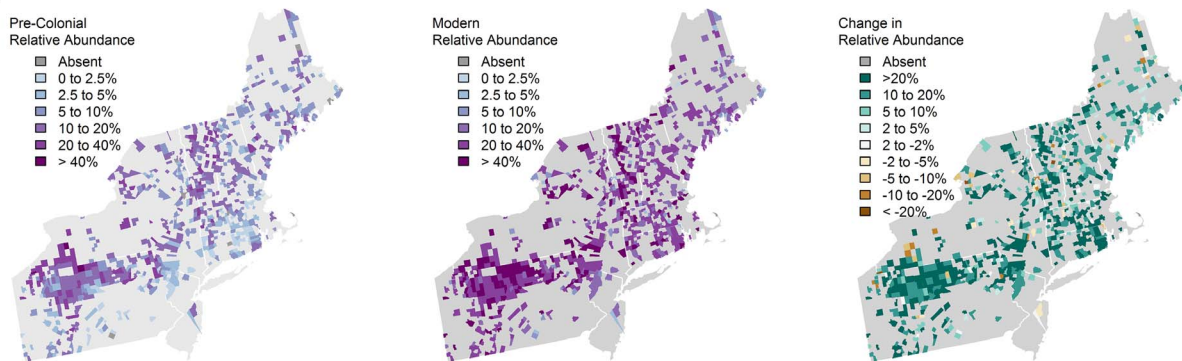 Pre-Colonial
Relative Abundance
Absent
0 to 2.5%
2.5 to 5%
5 to 10%
10 to 20%
20 to 40%
> 40%
Modern
Relative Abundance
Absent
0 to 2.5%
2.5 to 5%
5 to 10%
10 to 20%
20 to 40%
> 40%
Change in
Relative Abundance
Absent
>20%
10 to 20%
5 to 10%
2 to 5%
2 to -2%
-2 to -5%
-5 to -10%
-10 to -20%
< -20%